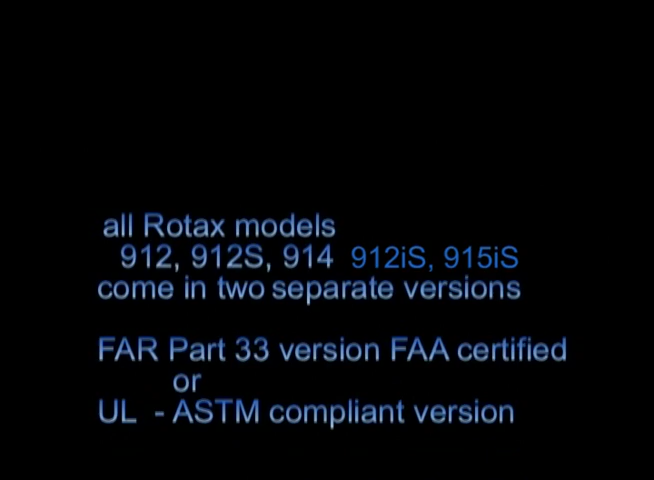 all Rotax models
912, 912S, 914 912iS, 915iS
come in two separate versions
FAR Part 33 version FAA certified
or
UL - ASTM compliant version